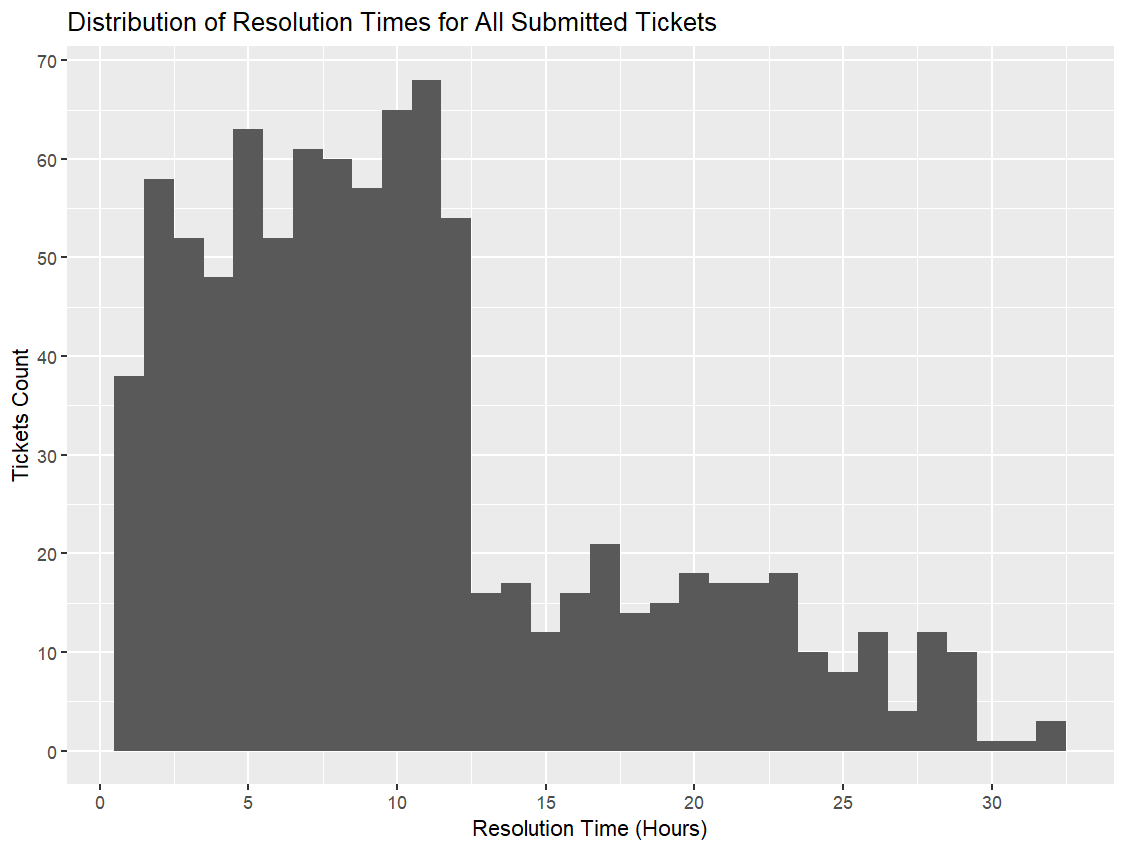 Distribution of Resolution Times for All Submitted Tickets
70
60
50
40
30
20
10
0
Tickets Count
0 5 10 15 20 25 30
Resolution Time (Hours)